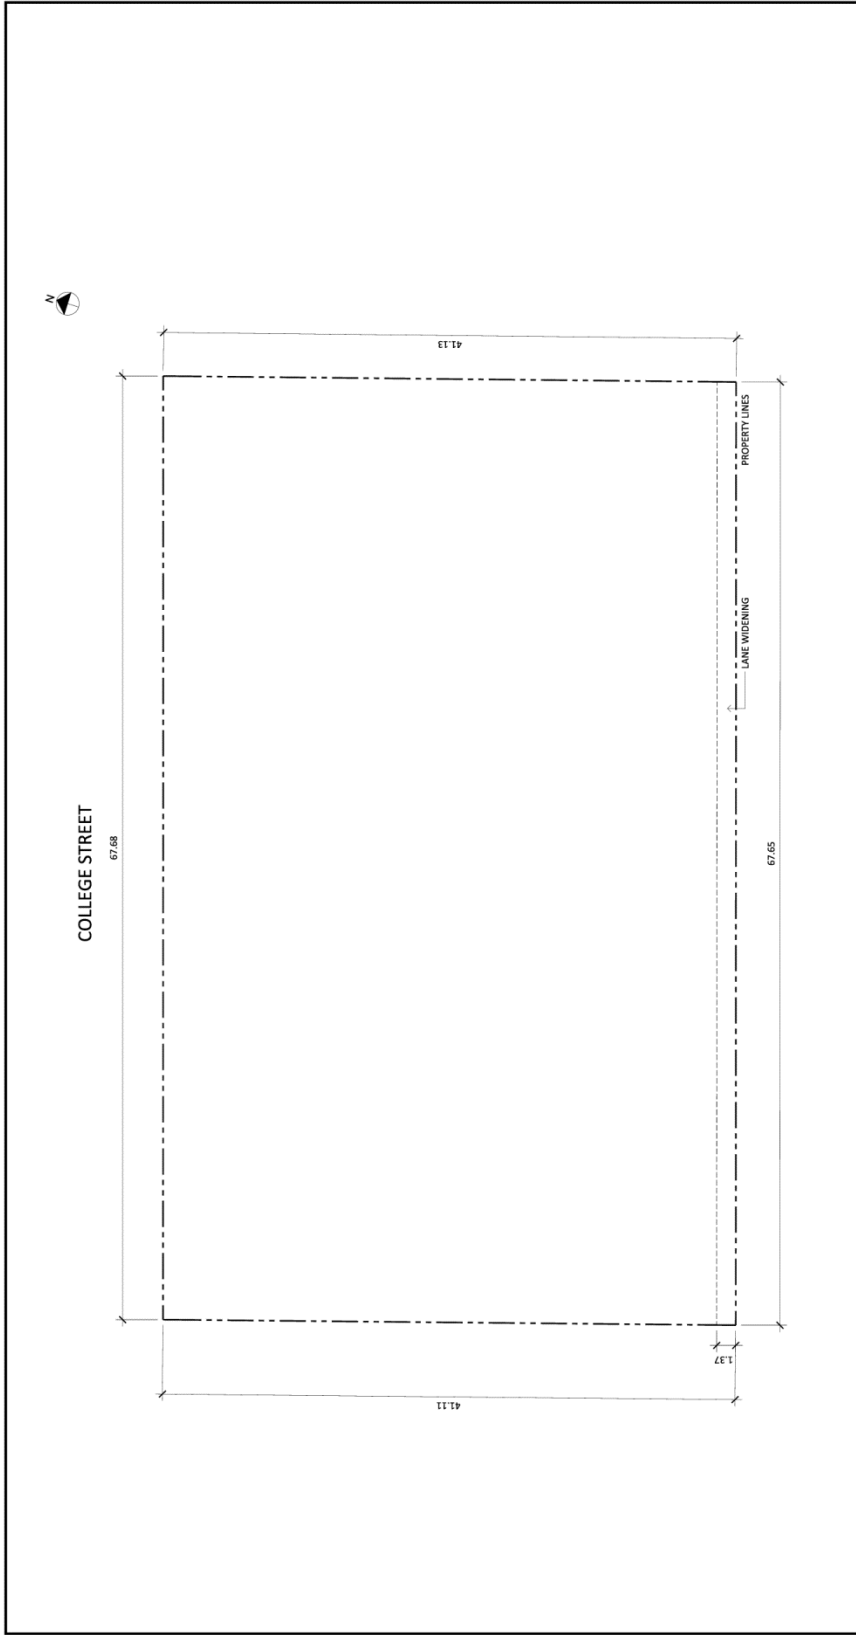 N
COLLEGE STREET
67.68
41.13
41.11
1.37
LANE WIDENING
PROPERTY LINES
67.65